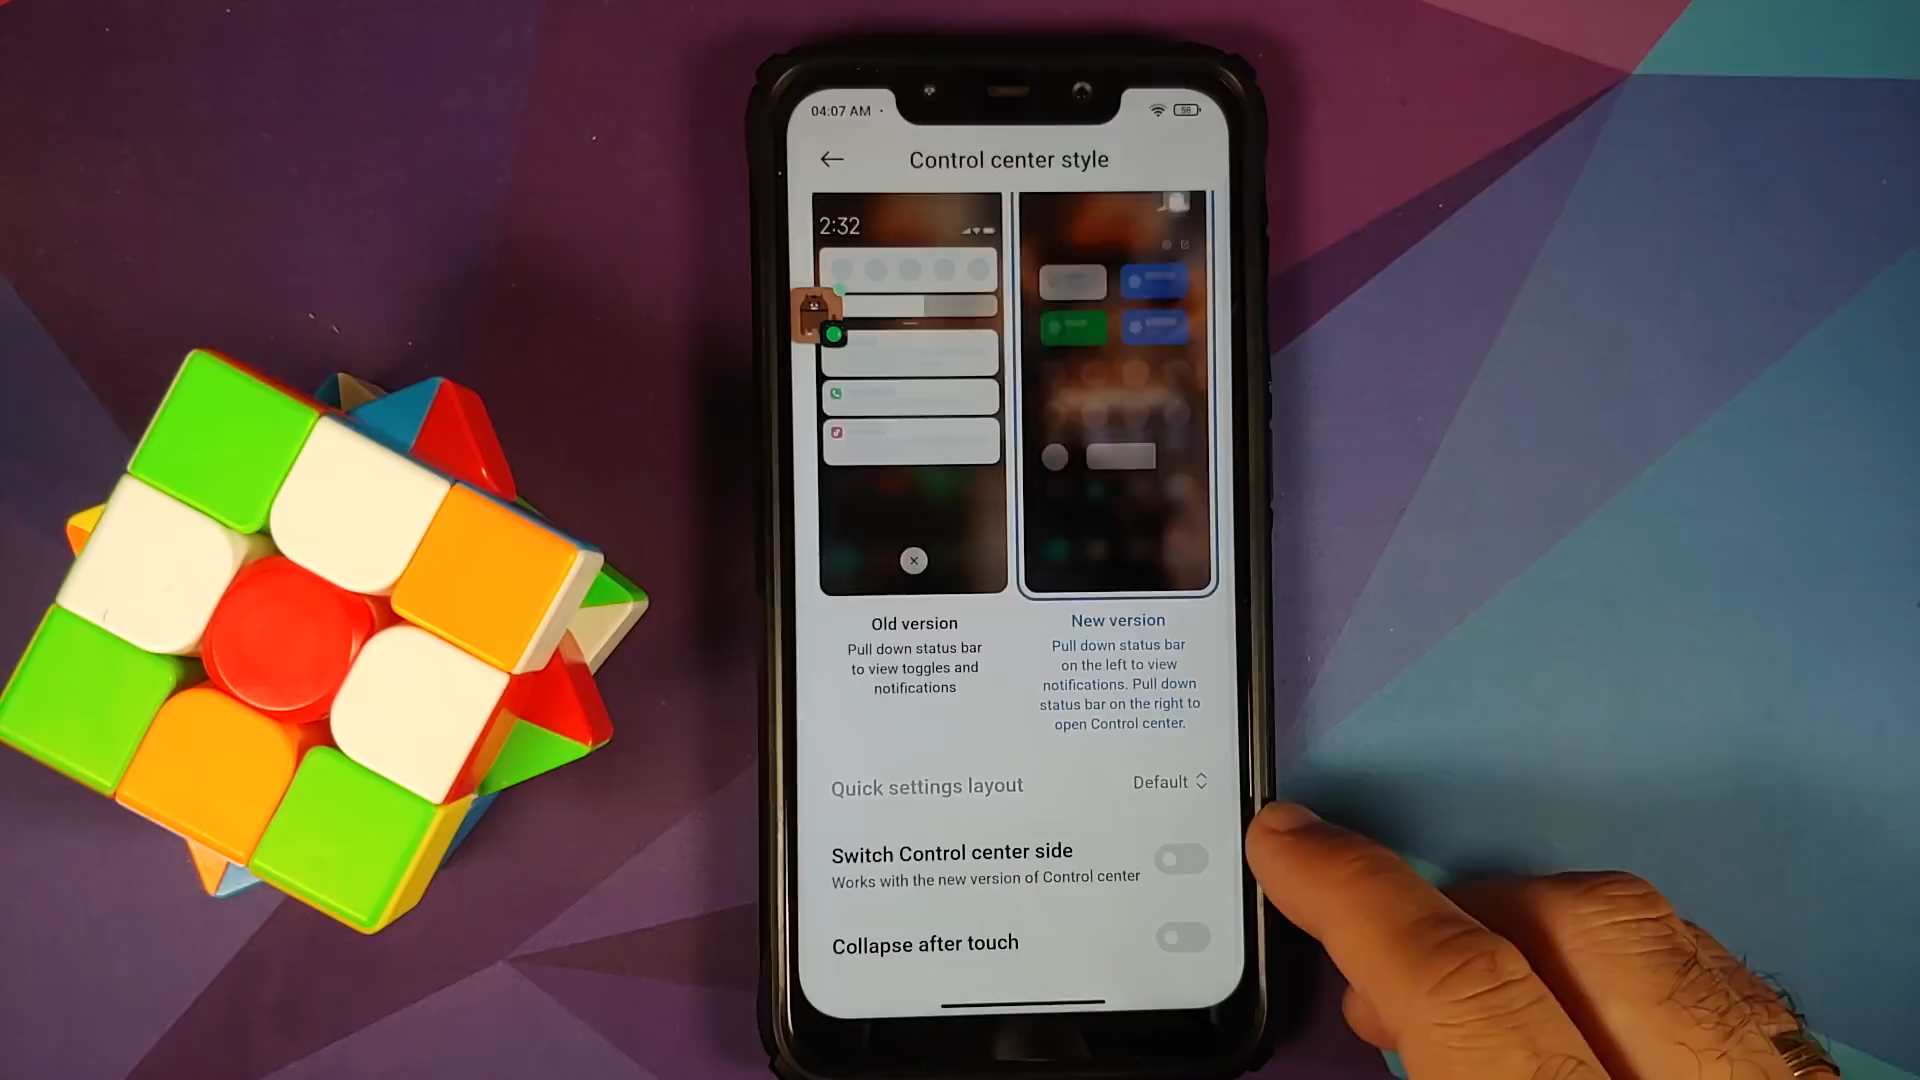 04:07 AM
58
Control center style
2:32
Old version
Pull down status bar
to view toggles and
notifications
New version
Pull down status bar
on the left to view
notifications. Pull down
status bar on the right to
open Control center.
Quick settings layout
Default
Switch Control center side
Works with the new version of Control center
Collapse after touch